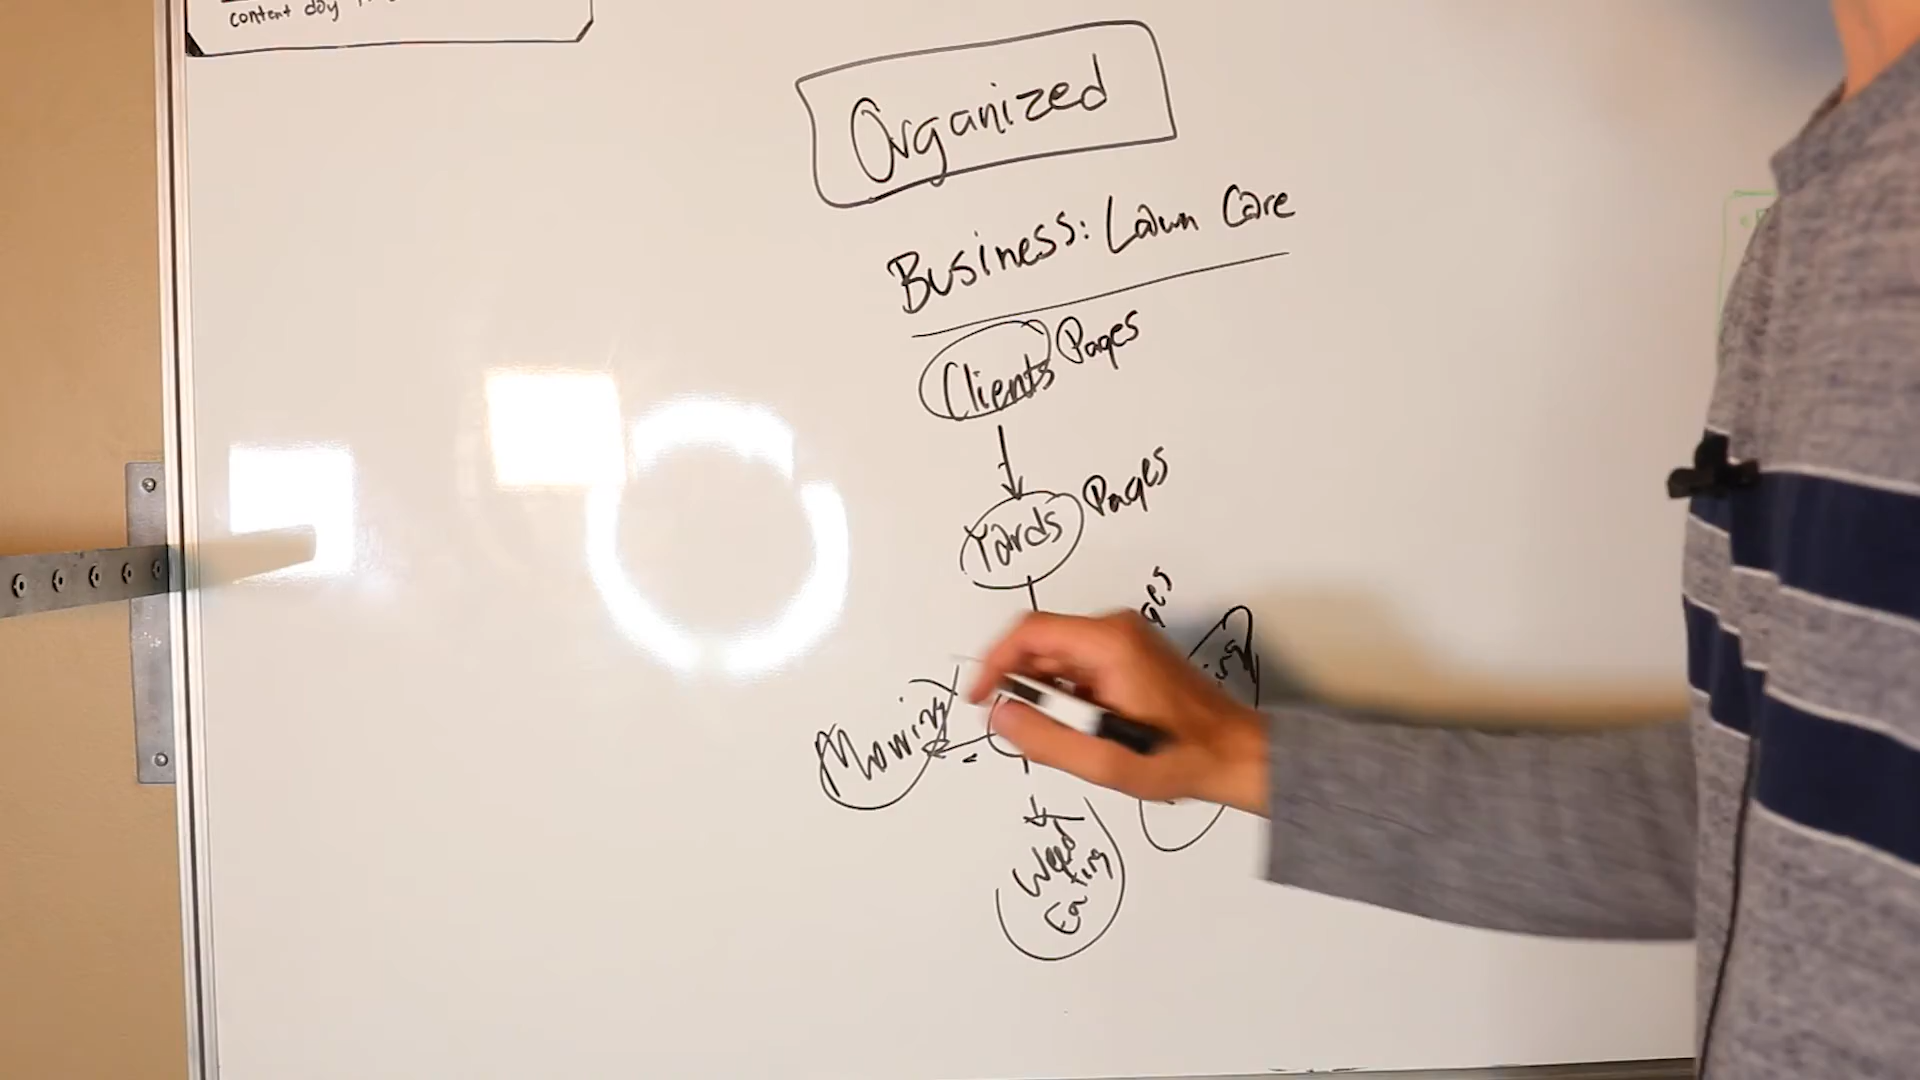 content day
Organized
Business: Lawn Care
Clients Pages
Yards Pages
Mowing
Weed
Eating